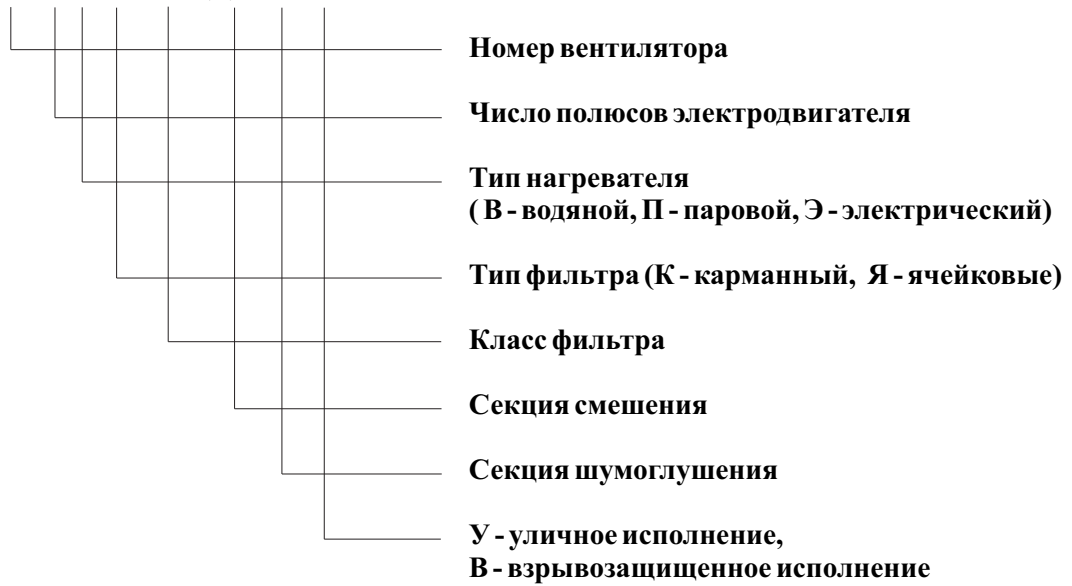 Номер вентилятора
Число полюсов электродвигателя
Тип нагревателя
( В - водяной, П - паровой, Э - электрический)
Тип фильтра (К - карманный, Я - ячейковые)
Класс фильтра
Секция смешения
Секция шумоглушения
У - уличное исполнение,
В - взрывозащищенное исполнение